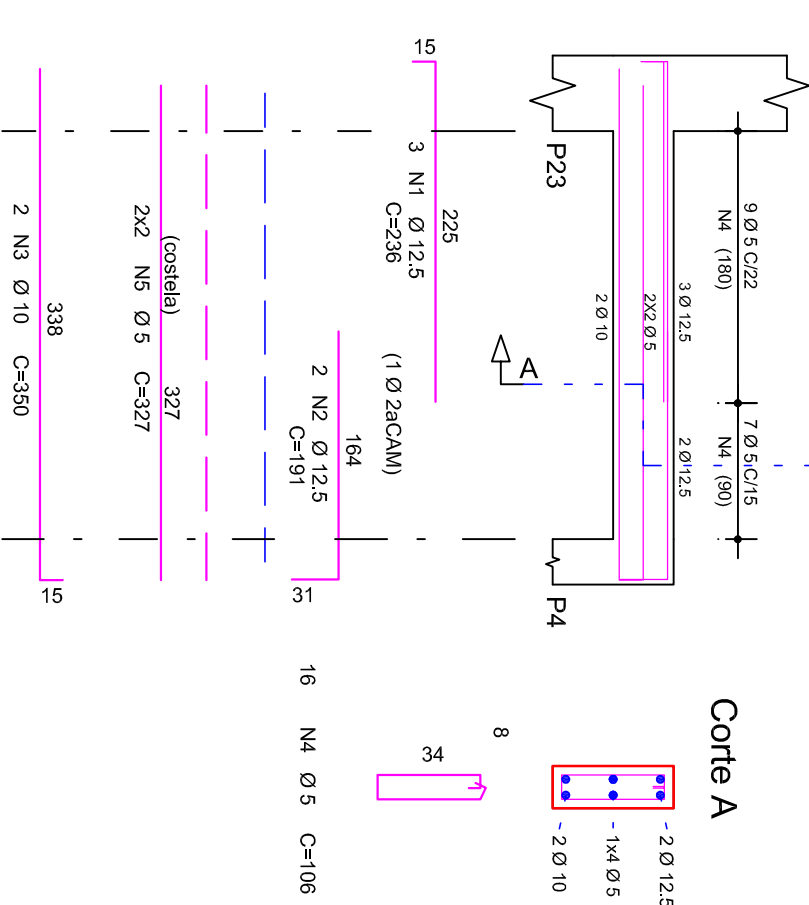 9 Ø 5 C/22
N4 (180)
7 Ø 5 C/15
N4 (90)
3 Ø 12.5
2 Ø 12.5
2X2 Ø 5
2 Ø 10
P23
P4
A
15
225
3 N1 Ø 12.5
C=236
(1 Ø 2aCAM)
164
2 N2 Ø 12.5
C=191
31
(costela)
327
2x2 N5 Ø 5 C=327
338
2 N3 Ø 10 C=350
15
Corte A
2 Ø 12.5
1x4 Ø 5
2 Ø 10
8
34
16 N4 Ø 5 C=106